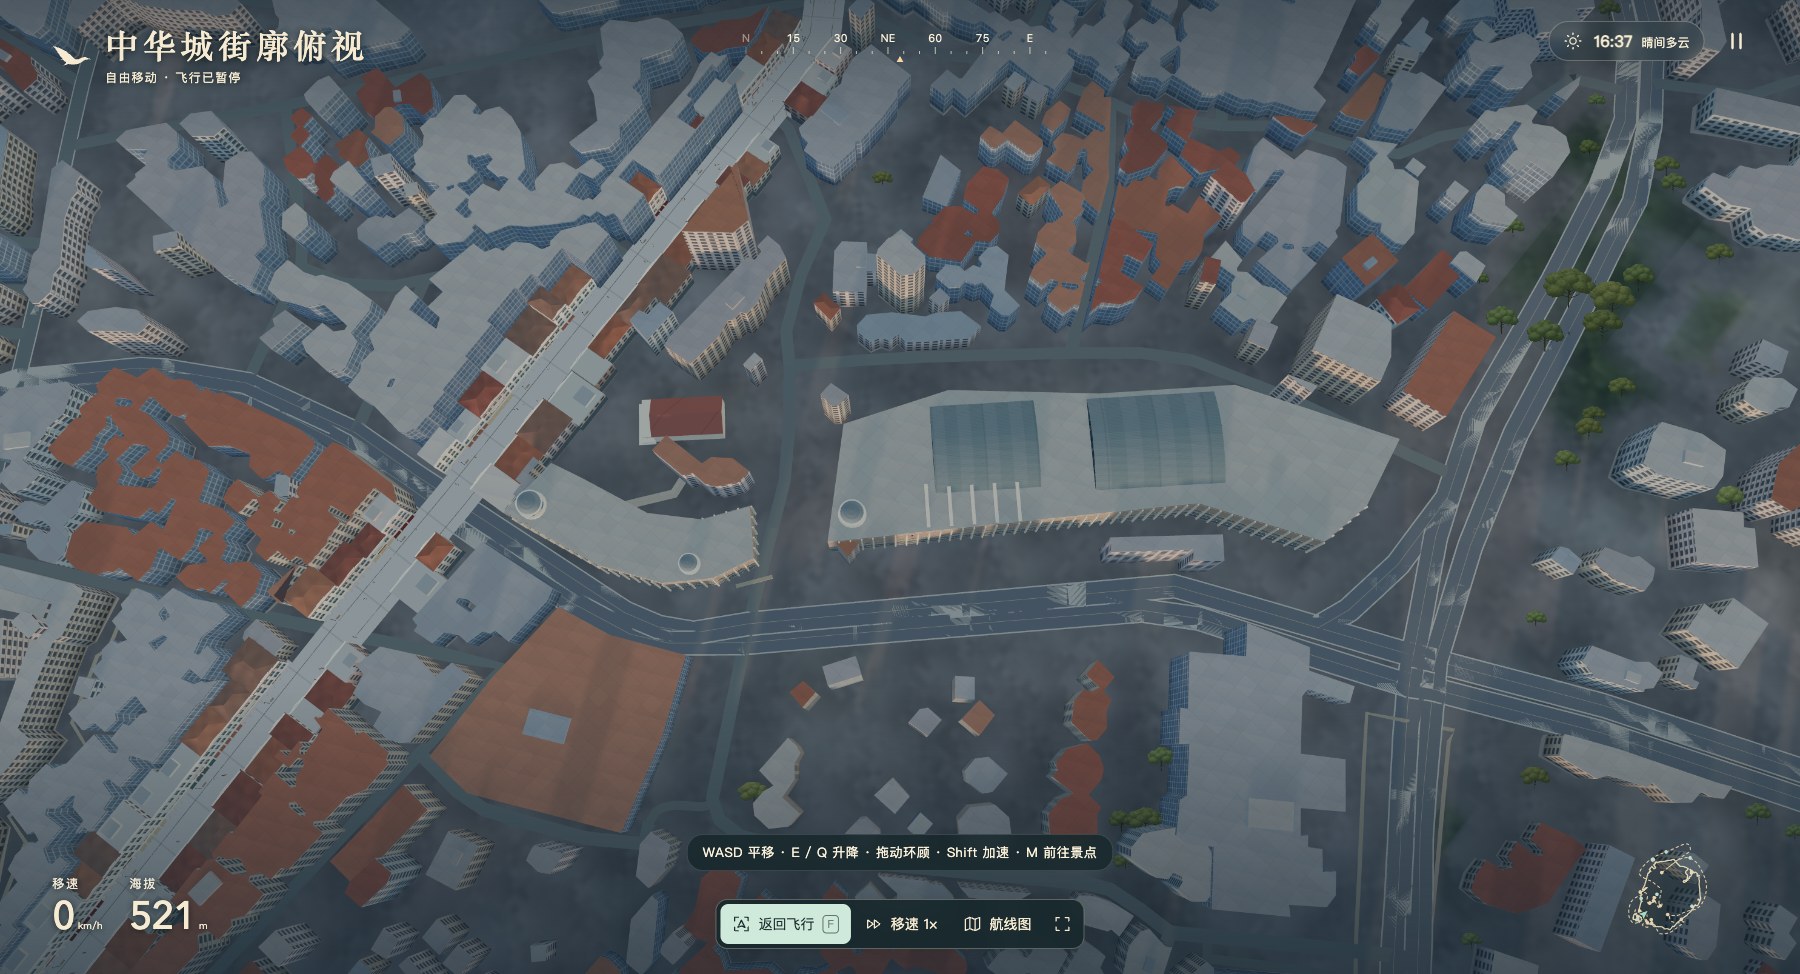 中华城街廓俯视
自由移动 · 飞行已暂停
N 15 30 NE 60 75 E
16:37 晴间多云
WASD 平移 · E / Q 升降 · 拖动环顾 · Shift 加速 · M 前往景点
移速 海拔
0 km/h 521 m
返回飞行 F 移速 1x 航线图